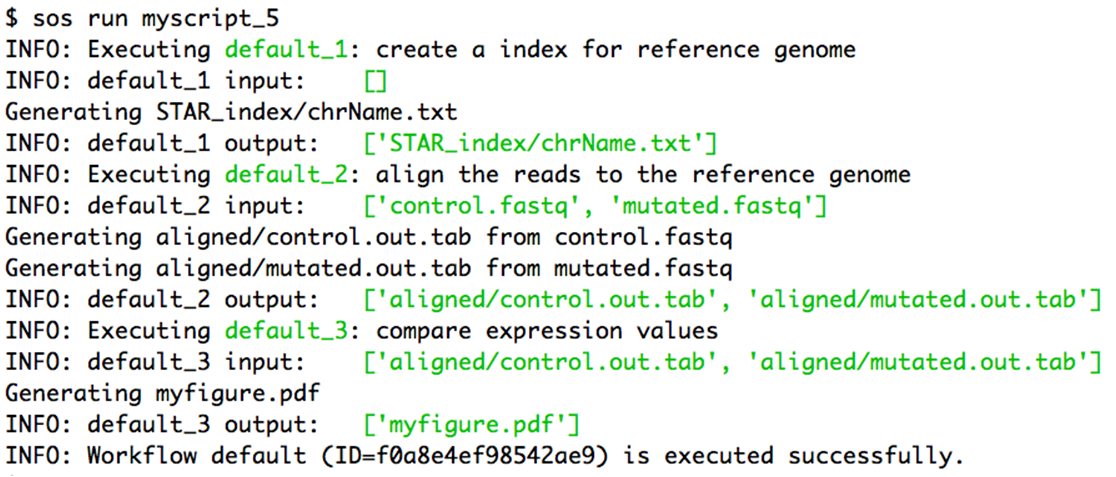 $ sos run myscript_5
INFO: Executing default_1: create a index for reference genome
INFO: default_1 input:    []
Generating STAR_index/chrName.txt
INFO: default_1 output:   ['STAR_index/chrName.txt']
INFO: Executing default_2: align the reads to the reference genome
INFO: default_2 input:    ['control.fastq', 'mutated.fastq']
Generating aligned/control.out.tab from control.fastq
Generating aligned/mutated.out.tab from mutated.fastq
INFO: default_2 output:   ['aligned/control.out.tab', 'aligned/mutated.out.tab']
INFO: Executing default_3: compare expression values
INFO: default_3 input:    ['aligned/control.out.tab', 'aligned/mutated.out.tab']
Generating myfigure.pdf
INFO: default_3 output:   ['myfigure.pdf']
INFO: Workflow default (ID=f0a8e4ef98542ae9) is executed successfully.